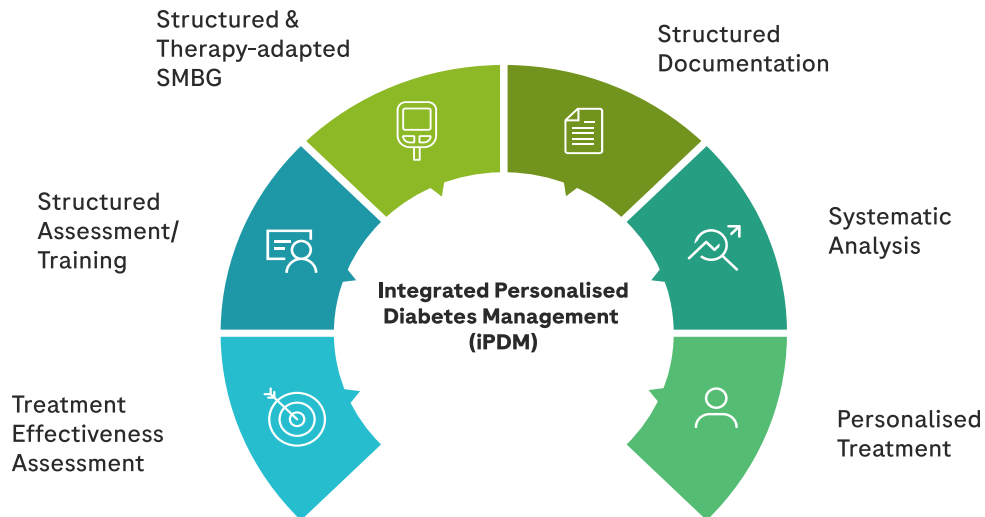 Structured &
Therapy-adapted
SMBG
Structured
Documentation
Structured
Assessment/
Training
Systematic
Analysis
Integrated Personalised
Diabetes Management
(iPDM)
Treatment
Effectiveness
Assessment
Personalised
Treatment